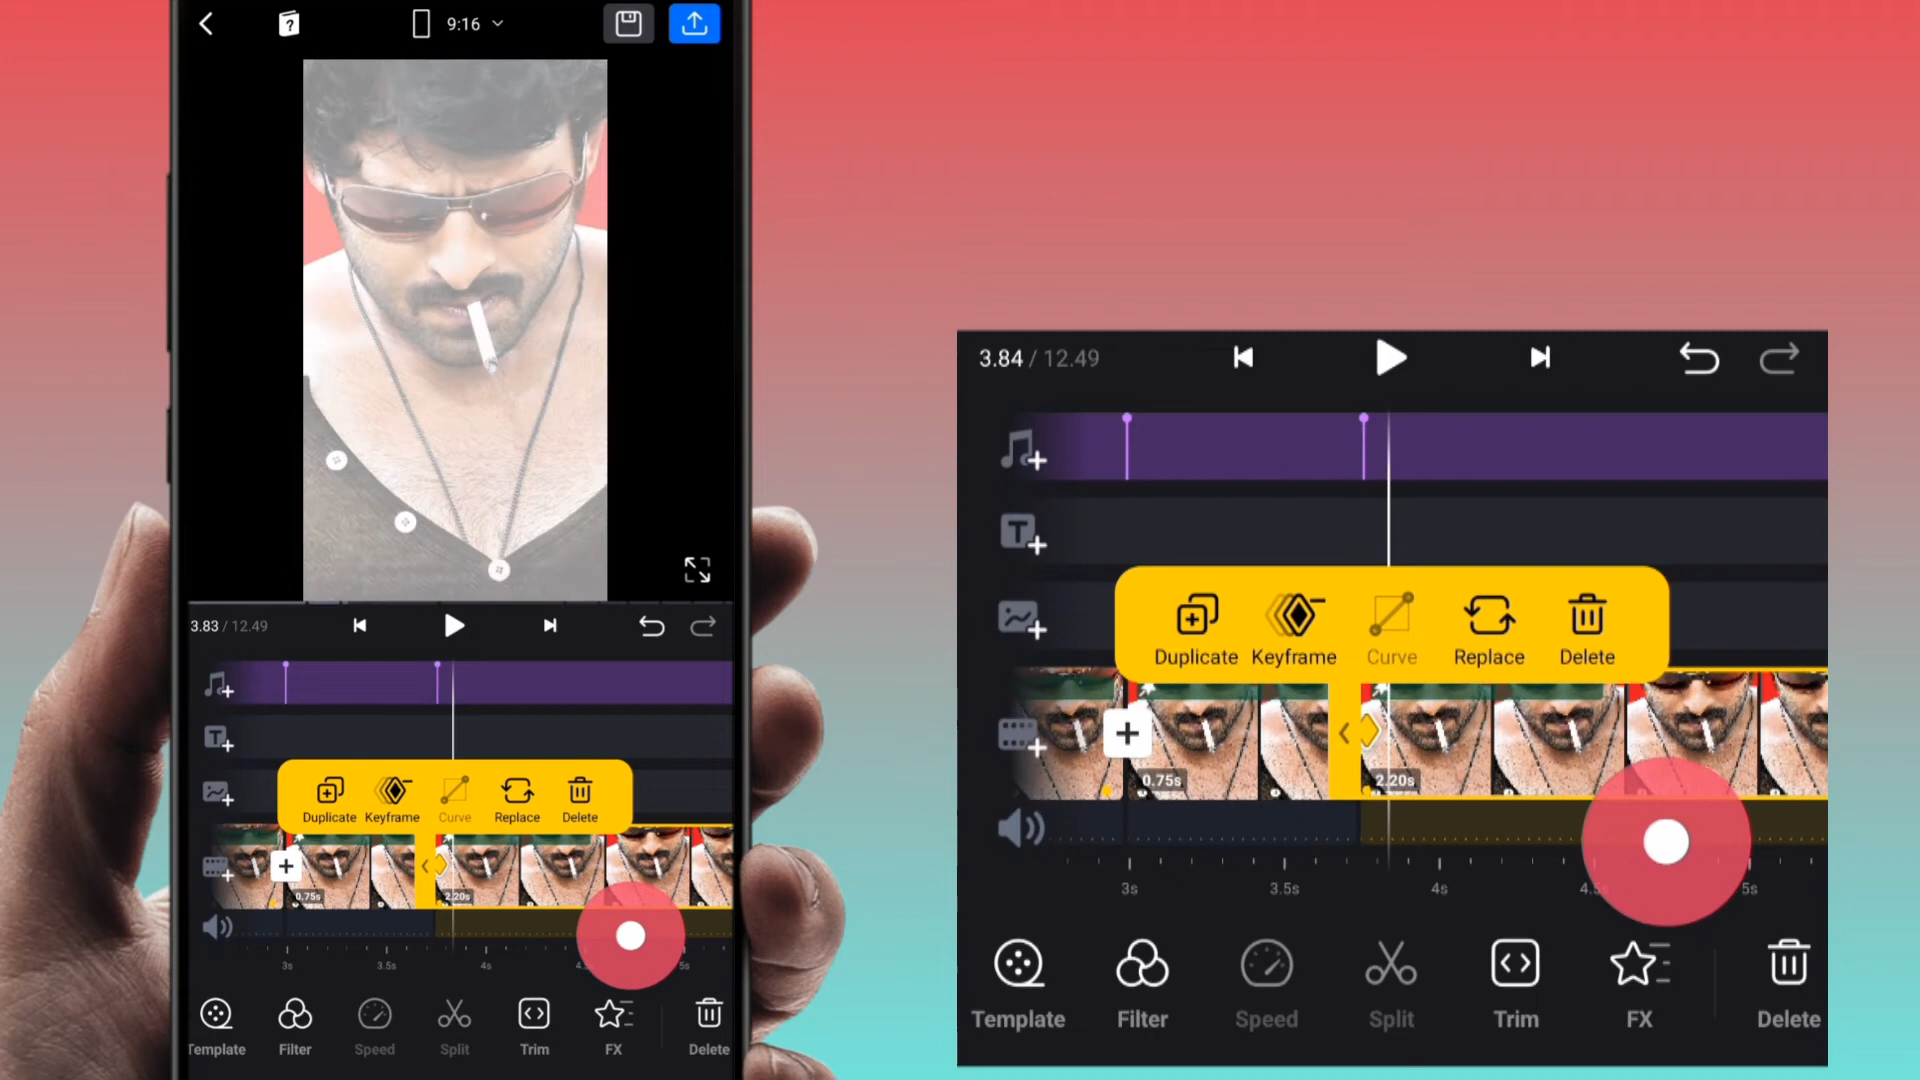 9:16
3.83 / 12.49
Duplicate Keyframe Curve Replace Delete
0.75s 2.20s
3s 3.5s 4s 5s
Template Filter Speed Split Trim FX Delete
3.84 / 12.49
Duplicate Keyframe Curve Replace Delete
0.75s 2.20s
3s 3.5s 4s 4.5s 5s
Template Filter Speed Split Trim FX Delete